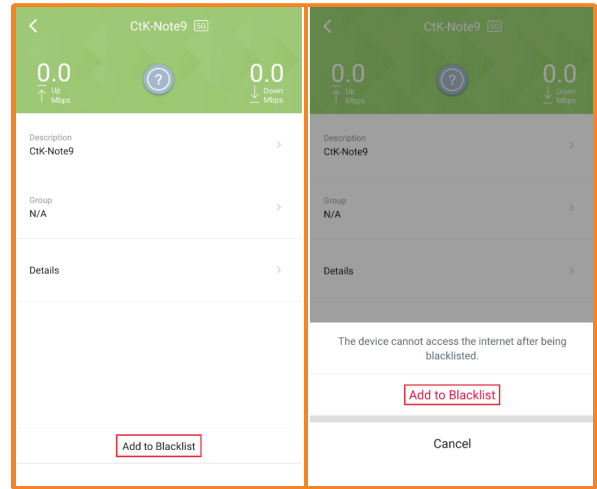 CtK-Note9 5G
0.0
Up
Mbps
?
0.0
Down
Mbps
Description
CtK-Note9
Group
N/A
Details
Add to Blacklist
CtK-Note9 5G
0.0
Up
Mbps
?
0.0
Down
Mbps
Description
CtK-Note9
Group
N/A
Details
The device cannot access the internet after being
blacklisted.
Add to Blacklist
Cancel